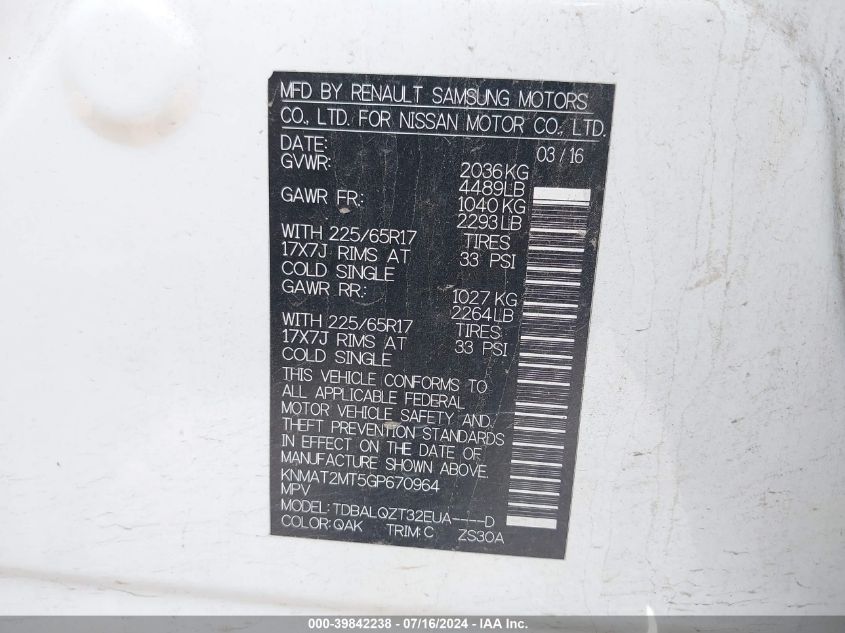 MFD BY RENAULT SAMSUNG MOTORS
CO., LTD. FOR NISSAN MOTOR CO., LTD.
DATE: 03/16
GVWR: 2036KG
4489LB
GAWR FR: 1040 KG
2293LB
WITH 225/65R17 TIRES
17X7J RIMS AT 33 PSI
COLD SINGLE
GAWR RR: 1027 KG
2264LB
WITH 225/65R17 TIRES
17X7J RIMS AT 33 PSI
COLD SINGLE
THIS VEHICLE CONFORMS TO
ALL APPLICABLE FEDERAL
MOTOR VEHICLE SAFETY AND
THEFT PREVENTION STANDARDS
IN EFFECT ON THE DATE OF
MANUFACTURE SHOWN ABOVE.
KNMAT2MT5GP670964
MPV
MODEL: TDBALQZT32EUA----D
COLOR: QAK TRIM: C ZS30A
000-39842238 - 07/16/2024 - IAA Inc.